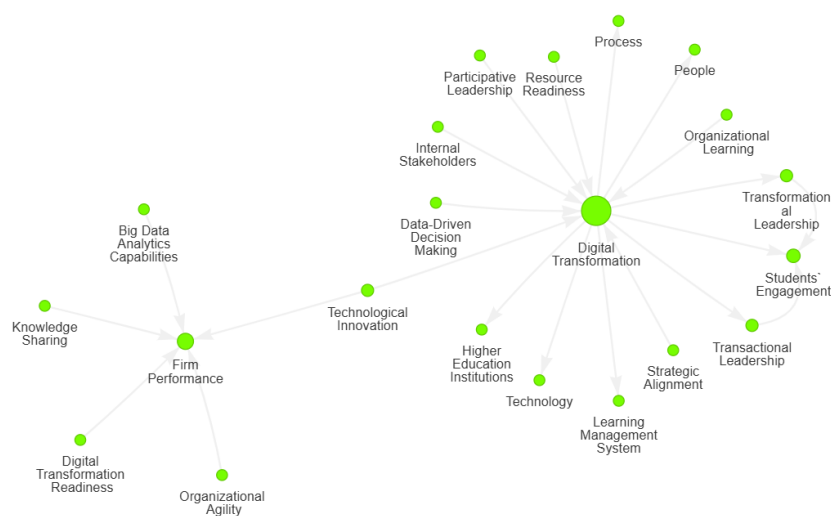 Process
People
Participative
Leadership
Resource
Readiness
Organizational
Learning
Internal
Stakeholders
Transformation
al
Leadership
Data-Driven
Decision
Making
Digital
Transformation
Big Data
Analytics
Capabilities
Students`
Engagement
Technological
Innovation
Knowledge
Sharing
Firm
Performance
Higher
Education
Institutions
Technology
Learning
Management
System
Strategic
Alignment
Transactional
Leadership
Digital
Transformation
Readiness
Organizational
Agility